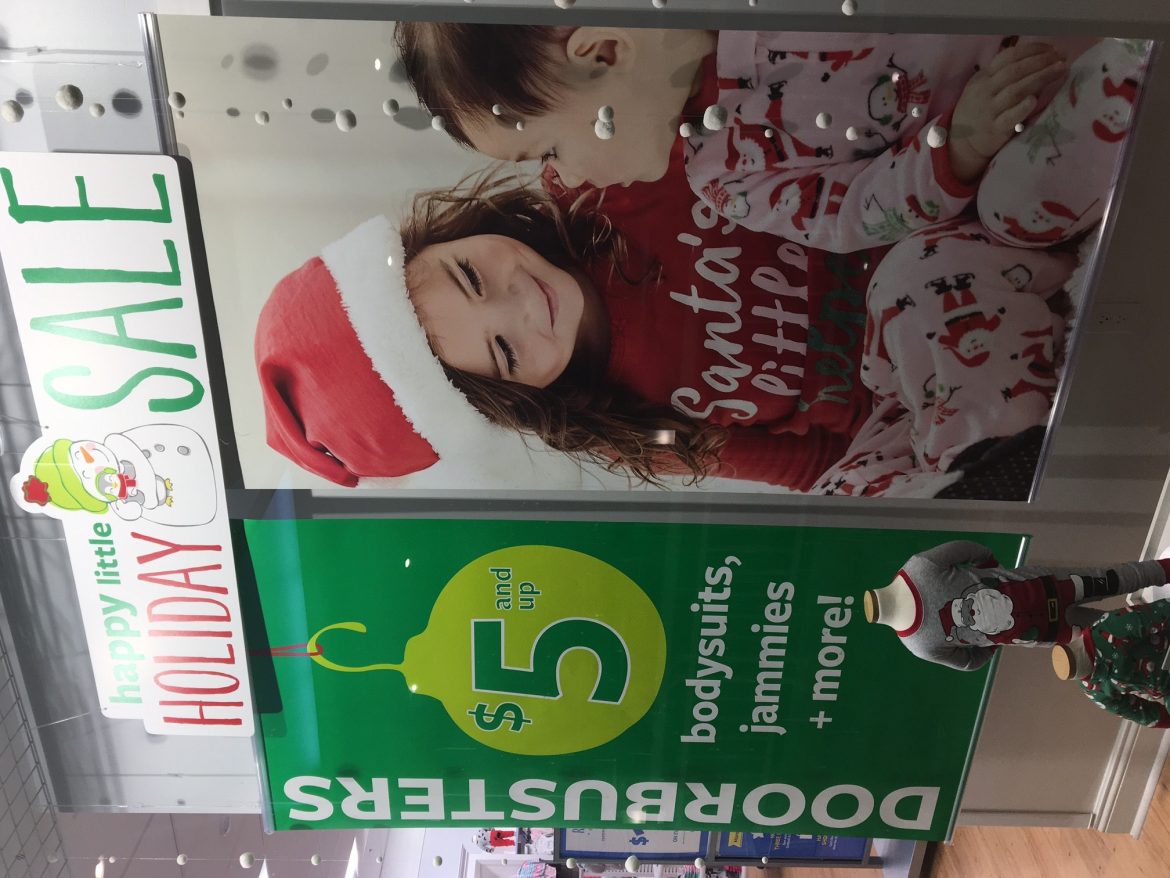 happy little
HOLIDAY SALE
DOORBUSTERS
$5
and
up
bodysuits,
jammies
+ more!
Santa's
little